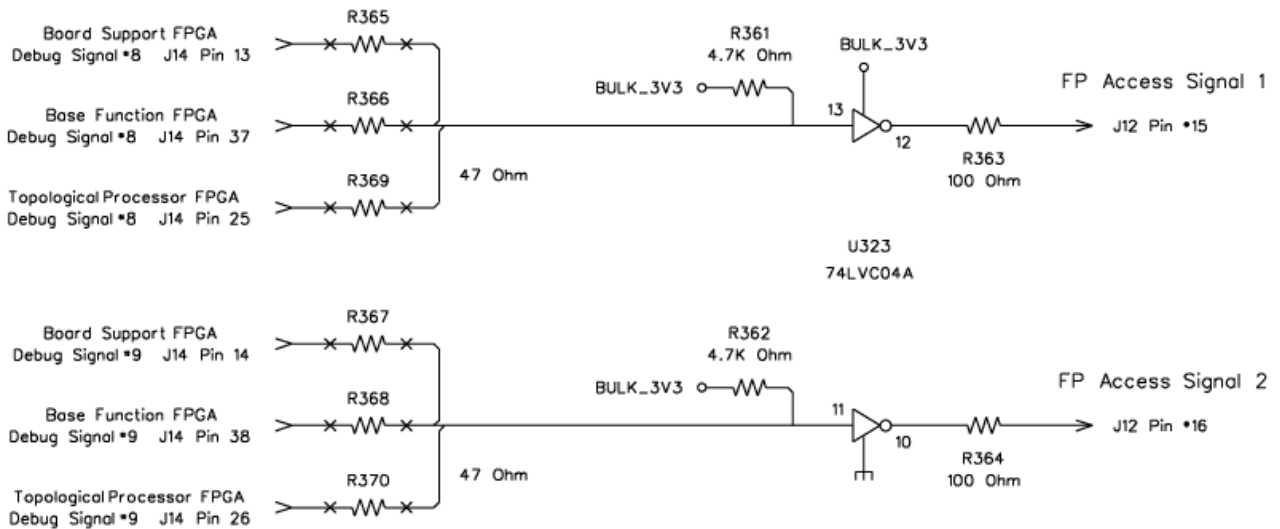 R365
Board Support FPGA
Debug Signal #8 J14 Pin 13
R361
4.7K Ohm
BULK_3V3
BULK_3V3
FP Access Signal 1
R366
Base Function FPGA
Debug Signal #8 J14 Pin 37
13
12
J12 Pin #15
R363
100 Ohm
R369
47 Ohm
Topological Processor FPGA
Debug Signal #8 J14 Pin 25
U323
74LVC04A
R367
Board Support FPGA
Debug Signal #9 J14 Pin 14
R362
4.7K Ohm
BULK_3V3
FP Access Signal 2
R368
Base Function FPGA
Debug Signal #9 J14 Pin 38
11
10
J12 Pin #16
R364
100 Ohm
R370
47 Ohm
Topological Processor FPGA
Debug Signal #9 J14 Pin 26